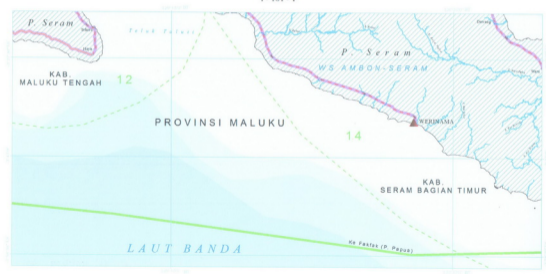 P. Seram
Teluk Taluti
P. Seram
WS AMBON-SERAM
KAB.
MALUKU TENGAH
12
PROVINSI MALUKU
14
WERINAMA
KAB.
SERAM BAGIAN TIMUR
LAUT BANDA
Ke Fakfak (P. Papua)